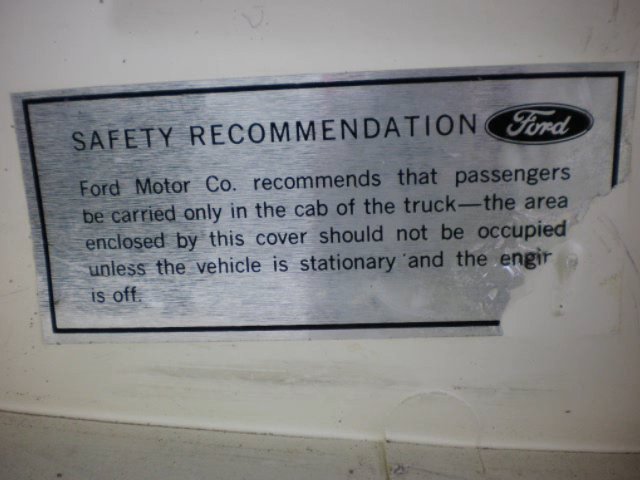 SAFETY RECOMMENDATION Ford
Ford Motor Co. recommends that passengers
be carried only in the cab of the truck—the area
enclosed by this cover should not be occupied
unless the vehicle is stationary and the engin
is off.